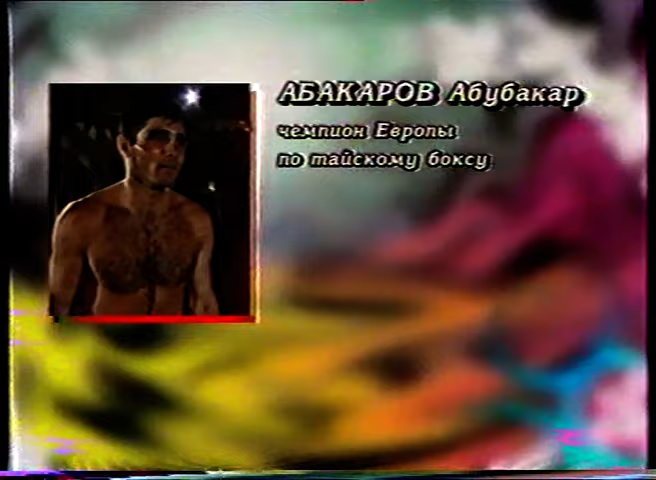 АБАКАРОВ Абубакар
чемпион Европы
по тайскому боксу